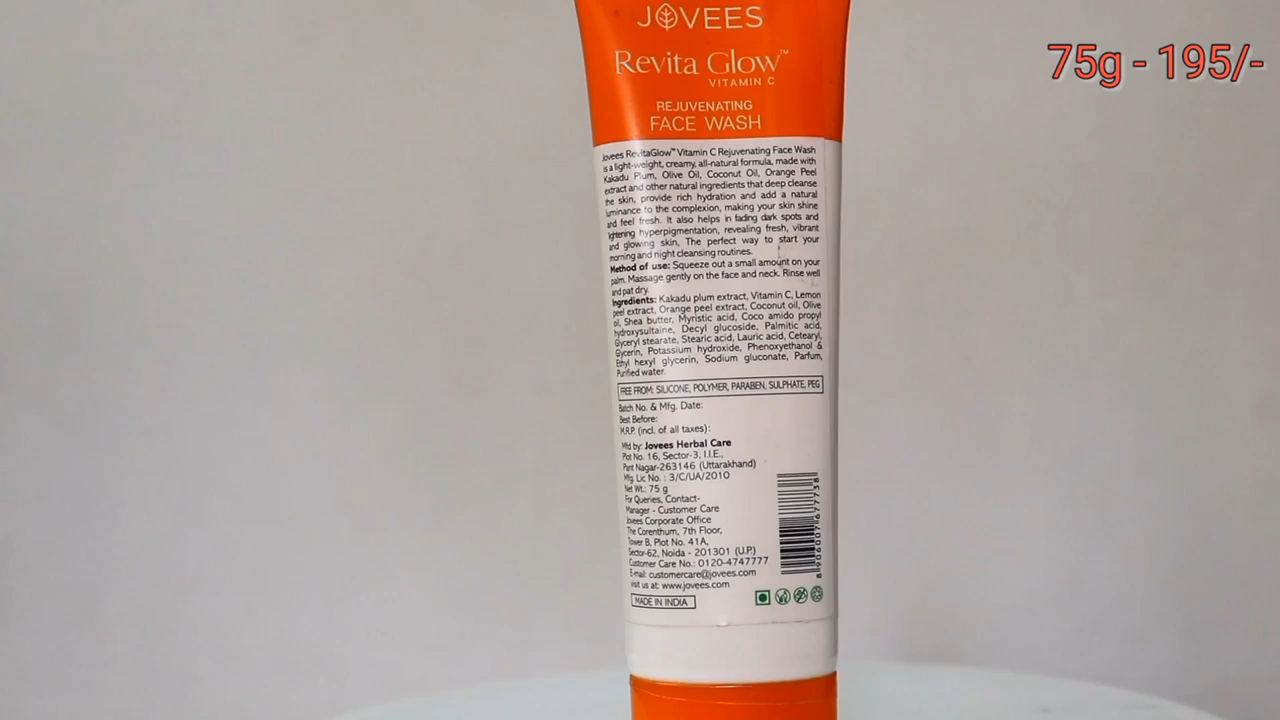 75g - 195/-
JOVEES
Revita Glow™
VITAMIN C
REJUVENATING
FACE WASH
Jovees RevitaGlow™ Vitamin C Rejuvenating Face Wash
is a light-weight, creamy, all-natural formula, made with
Kakadu Plum, Olive Oil, Coconut Oil, Orange Peel
extract and other natural ingredients that deep cleanse
the skin, provide rich hydration and add a natural
luminance to the complexion, making your skin shine
and feel fresh. It also helps in fading dark spots and
lightening hyperpigmentation, revealing fresh, vibrant
and glowing skin, The perfect way to start your
morning and night cleansing routines.
Method of use: Squeeze out a small amount on your
palm. Massage gently on the face and neck. Rinse well
and pat dry.
Ingredients: Kakadu plum extract, Vitamin C, Lemon
peel extract, Orange peel extract, Coconut oil, Olive
oil, Shea butter, Myristic acid, Coco amido propyl
hydroxysultaine, Decyl glucoside, Palmitic acid,
Glyceryl stearate, Stearic acid, Lauric acid, Cetearyl,
Glycerin, Potassium hydroxide, Phenoxyethanol &
Ethyl hexyl glycerin, Sodium gluconate, Parfum,
Purified water.
FREE FROM: SILICONE, POLYMER, PARABEN, SULPHATE, PEG
Batch No. & Mfg. Date:
Best Before:
M.R.P. (incl. of all taxes):
Mfd by: Jovees Herbal Care
Plot No. 16, Sector-3, I.I.E.,
Pant Nagar-263146 (Uttarakhand)
Mfg. Lic No. : 3/C/UA/2010
Net Wt.: 75 g
For Queries, Contact-
Manager - Customer Care
Jovees Corporate Office
The Corenthum, 7th Floor,
Tower B, Plot No. 41A,
Sector-62, Noida - 201301 (U.P.)
Customer Care No.: 0120-4747777
E-mail: customercare@jovees.com
visit us at: www.jovees.com
MADE IN INDIA
8 906007 677738